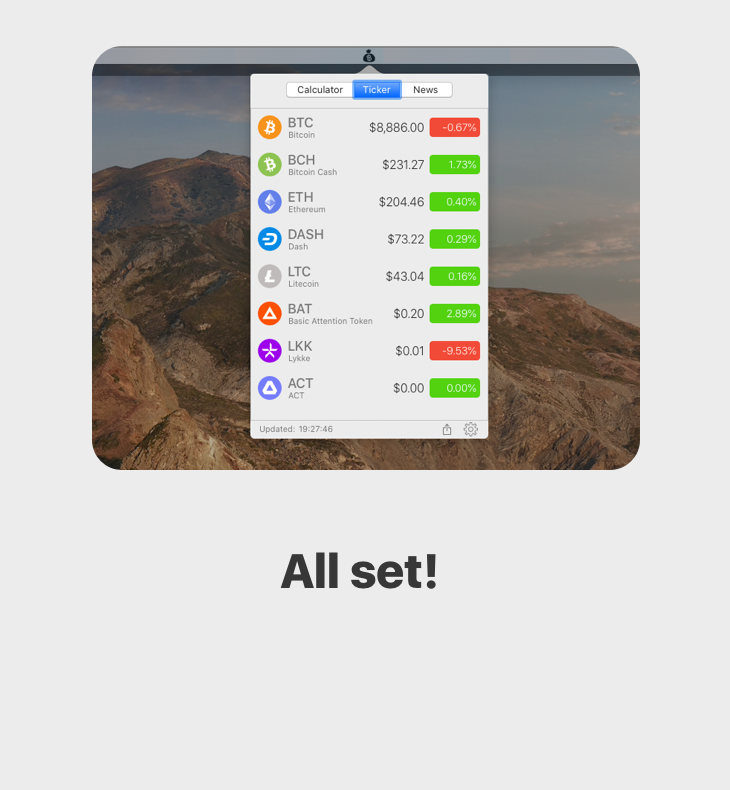 Calculator Ticker News
BTC $8,886.00 -0.67%
Bitcoin
BCH $231.27 1.73%
Bitcoin Cash
ETH $204.46 0.40%
Ethereum
DASH $73.22 0.29%
Dash
LTC $43.04 0.16%
Litecoin
BAT $0.20 2.89%
Basic Attention Token
LKK $0.01 -9.53%
Lykke
ACT $0.00 0.00%
ACT
Updated: 19:27:46
All set!